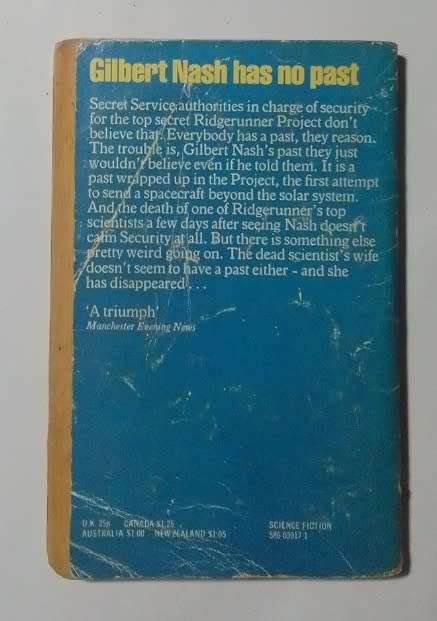 Gilbert Nash has no past
Secret Service authorities in charge of security
for the top secret Ridgerunner Project don't
believe that. Everybody has a past, they reason.
The trouble is, Gilbert Nash's past they just
wouldn't believe even if he told them. It is a
past wrapped up in the Project, the first attempt
to send a spacecraft beyond the solar system.
And the death of one of Ridgerunner's top
scientists a few days after seeing Nash doesn't
calm Security at all. But there is something else
pretty weird going on. The dead scientist's wife
doesn't seem to have a past either – and she
has disappeared ...
'A triumph'
Manchester Evening News
U.K. 35p CANADA $1.25
AUSTRALIA $1.00 NEW ZEALAND $1.05
SCIENCE FICTION
586 03917 1